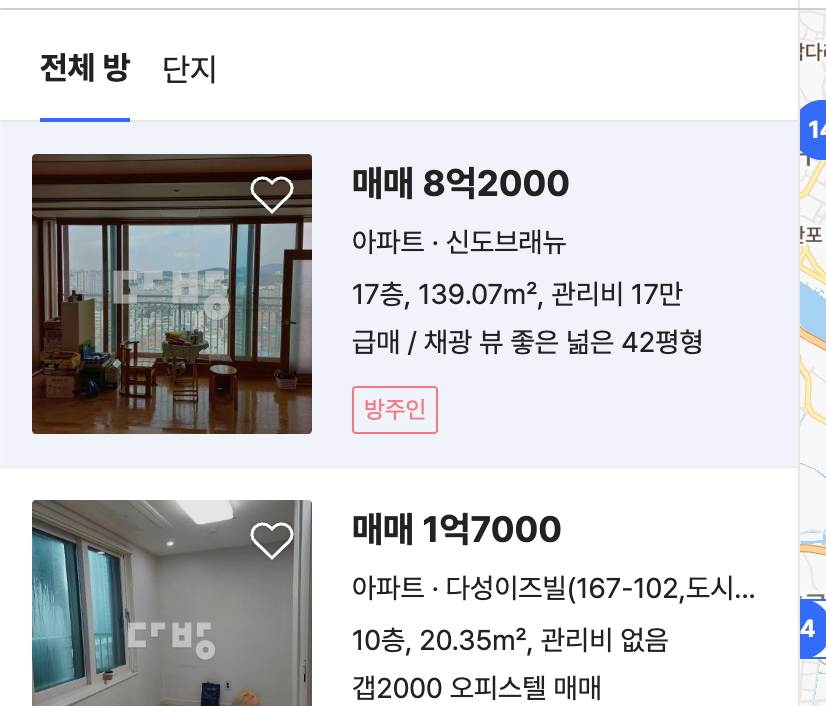 전체 방 단지
다방
매매 8억2000
아파트 · 신도브래뉴
17층, 139.07m², 관리비 17만
급매 / 채광 뷰 좋은 넓은 42평형
방주인
다방
매매 1억7000
아파트 · 다성이즈빌(167-102,도시...
10층, 20.35m², 관리비 없음
갭2000 오피스텔 매매
14
4